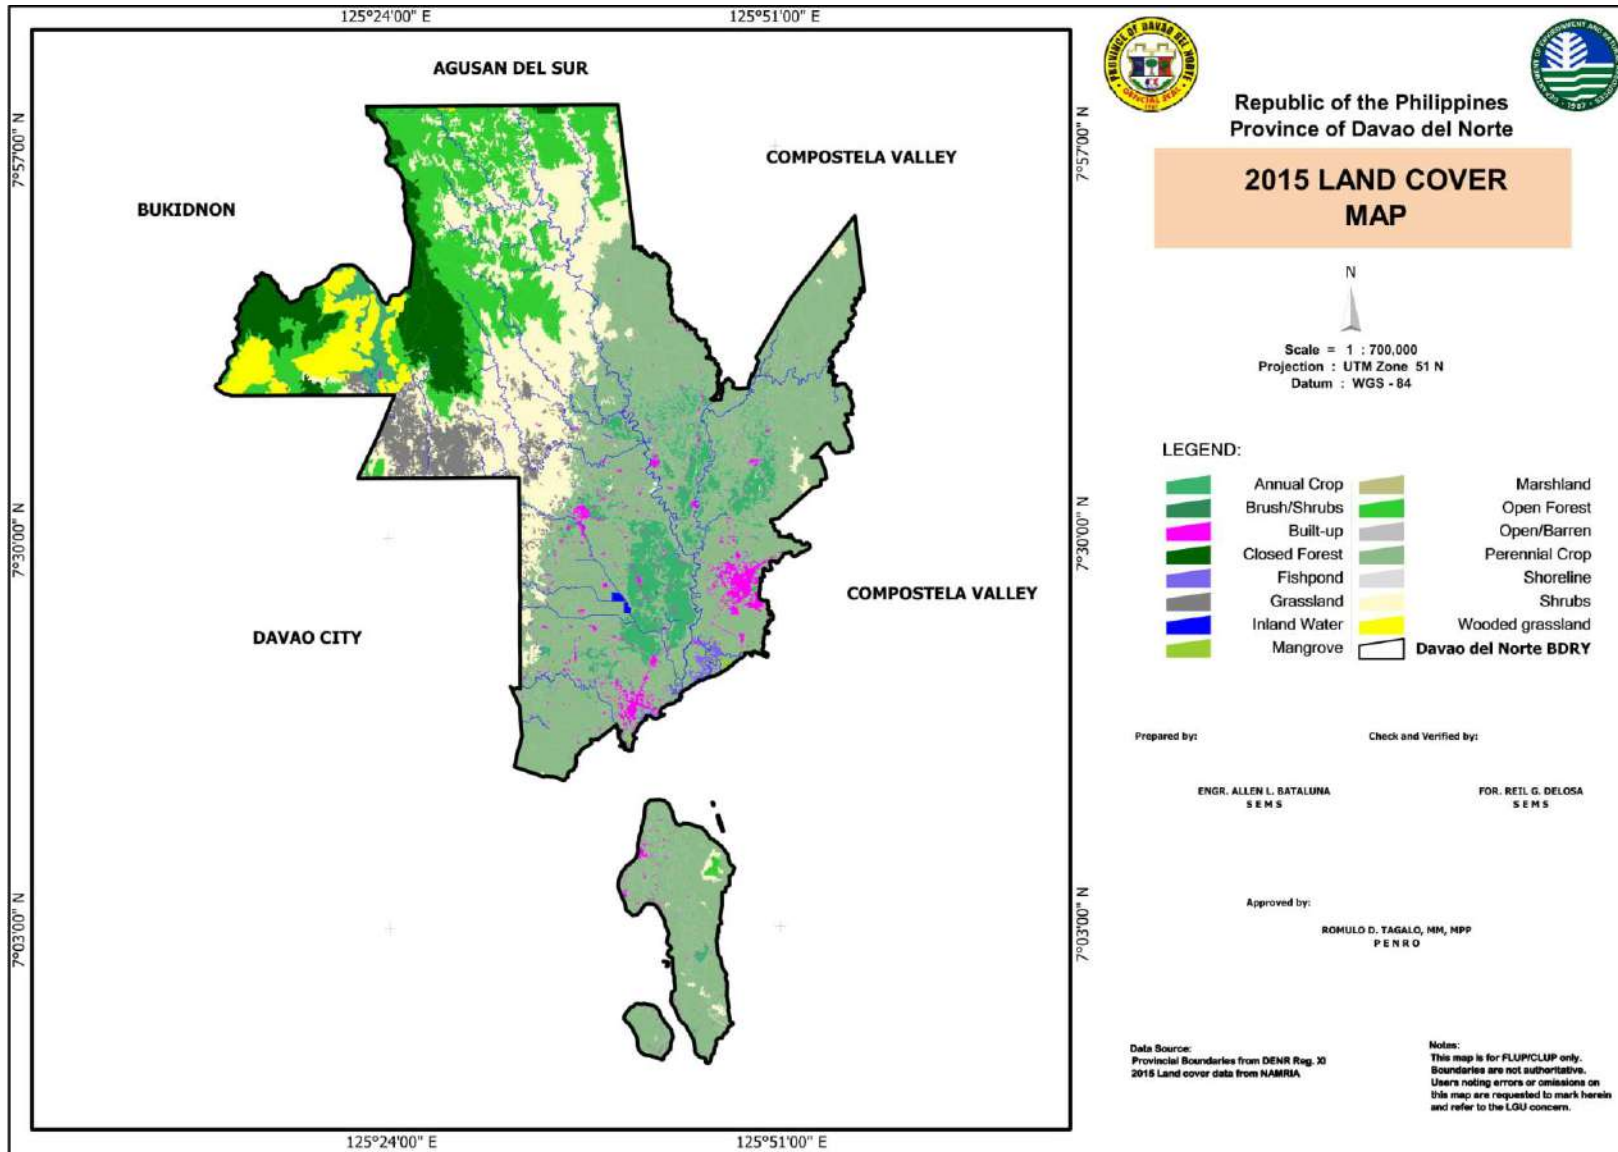 125°24'00" E
125°51'00" E
AGUSAN DEL SUR
COMPOSTELA VALLEY
BUKIDNON
DAVAO CITY
COMPOSTELA VALLEY
7°57'00" N
7°30'00" N
7°03'00" N
7°57'00" N
7°30'00" N
7°03'00" N
125°24'00" E
125°51'00" E
PROVINCE OF DAVAO DEL NORTE
OFFICIAL SEAL
1987
Republic of the Philippines
Province of Davao del Norte
2015 LAND COVER
MAP
N
Scale = 1 : 700,000
Projection : UTM Zone 51 N
Datum : WGS - 84
LEGEND:
Annual Crop
Brush/Shrubs
Built-up
Closed Forest
Fishpond
Grassland
Inland Water
Mangrove
Marshland
Open Forest
Open/Barren
Perennial Crop
Shoreline
Shrubs
Wooded grassland
Davao del Norte BDRY
Prepared by:
ENGR. ALLEN L. BATALUNA
S E M S
Check and Verified by:
FOR. REIL G. DELOSA
S E M S
Approved by:
ROMULO D. TAGALO, MM, MPP
P E N R O
Data Source:
Provincial Boundaries from DENR Reg. XI
2015 Land cover data from NAMRIA
Notes:
This map is for FLUP/CLUP only.
Boundaries are not authoritative.
Users noting errors or omissions on
this map are requested to mark herein
and refer to the LGU concern.